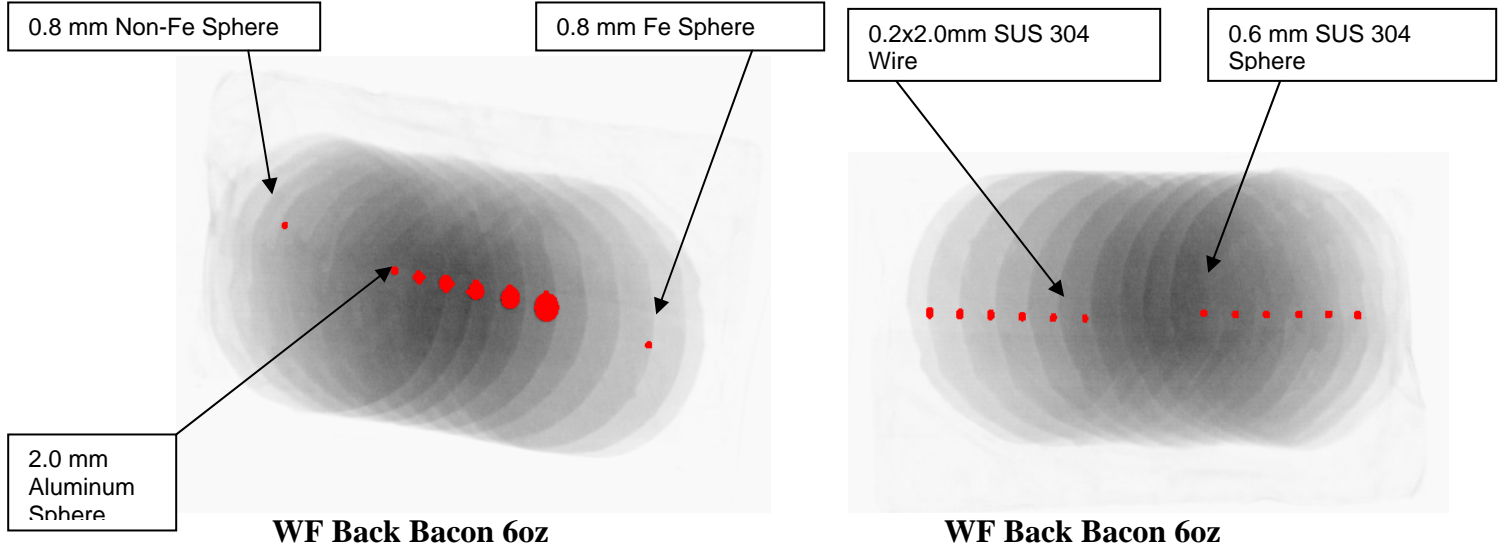 0.8 mm Non-Fe Sphere
0.8 mm Fe Sphere
0.2x2.0mm SUS 304
Wire
0.6 mm SUS 304
Sphere
2.0 mm
Aluminum
Sphere
WF Back Bacon 6oz
WF Back Bacon 6oz